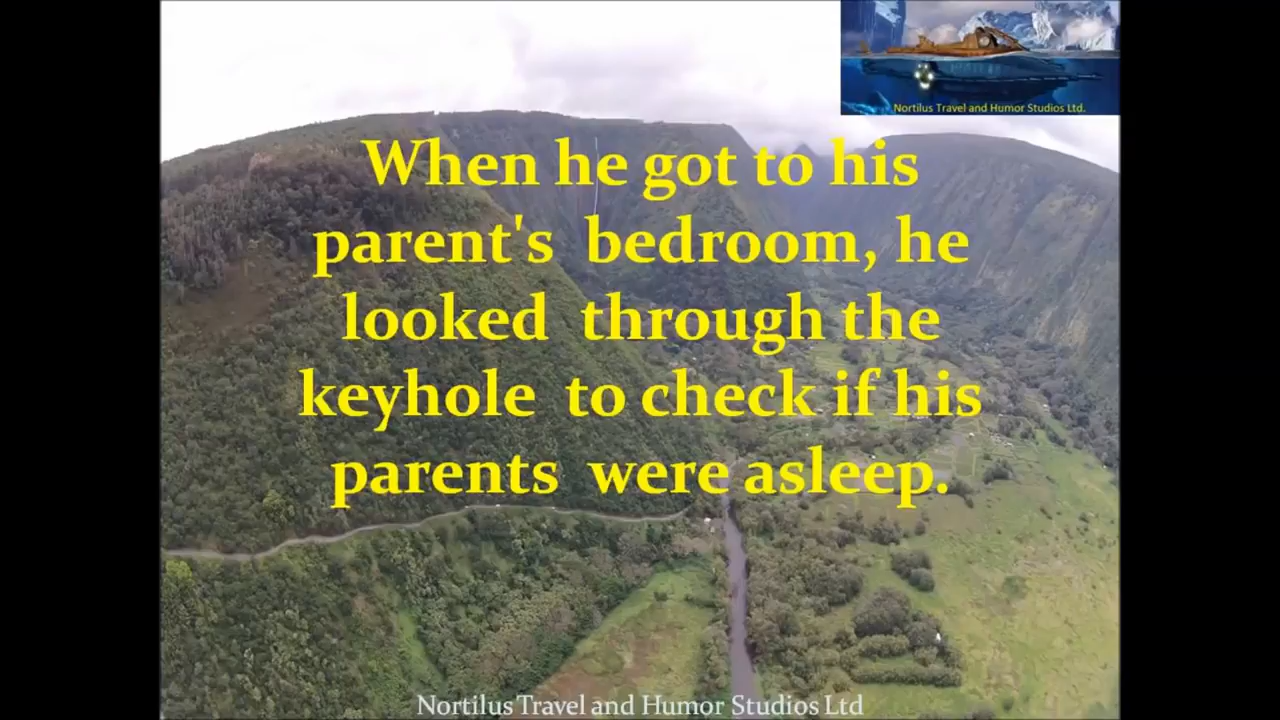 Nortilus Travel and Humor Studios Ltd.
When he got to his
parent's bedroom, he
looked through the
keyhole to check if his
parents were asleep.
Nortilus Travel and Humor Studios Ltd